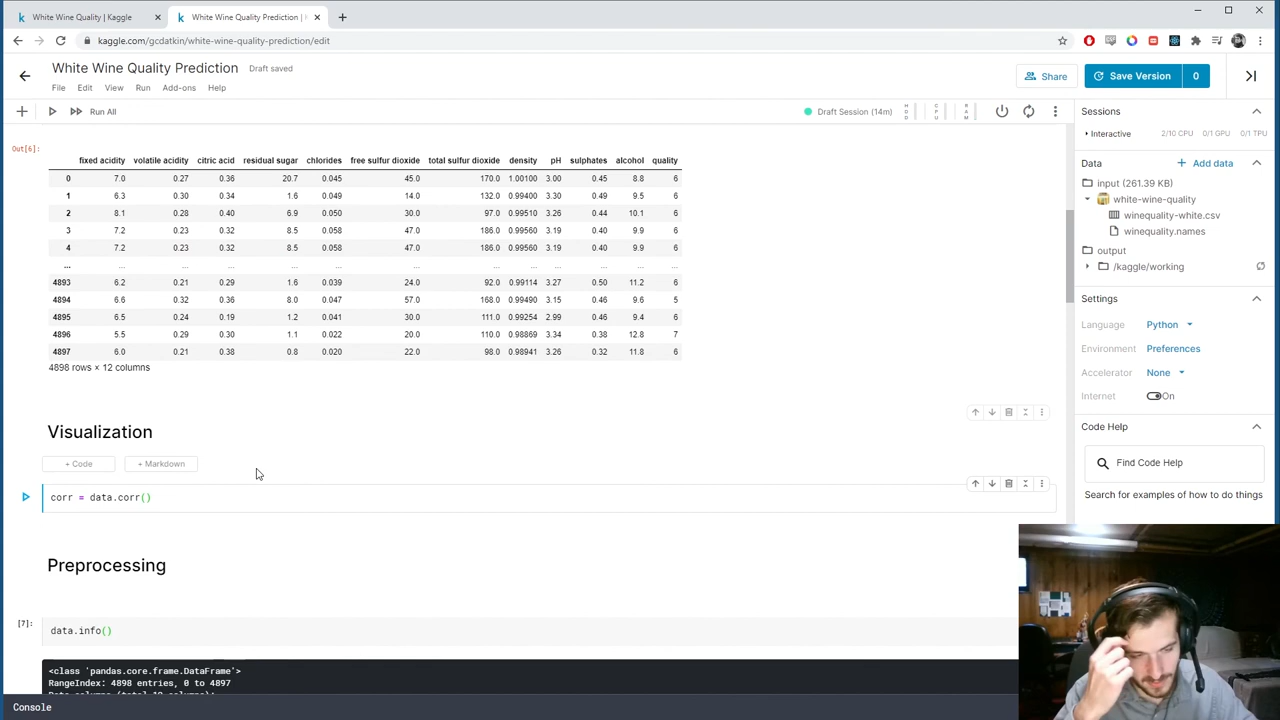 White Wine Quality | Kaggle
White Wine Quality Prediction |
kaggle.com/gcdatkin/white-wine-quality-prediction/edit
White Wine Quality Prediction Draft saved
File Edit View Run Add-ons Help
Share
Save Version 0
Run All
Draft Session (14m)
HDD
CPU
RAM
Out[6]:
fixed acidity volatile acidity citric acid residual sugar chlorides free sulfur dioxide total sulfur dioxide density pH sulphates alcohol quality
0 7.0 0.27 0.36 20.7 0.045 45.0 170.0 1.00100 3.00 0.45 8.8 6
1 6.3 0.30 0.34 1.6 0.049 14.0 132.0 0.99400 3.30 0.49 9.5 6
2 8.1 0.28 0.40 6.9 0.050 30.0 97.0 0.99510 3.26 0.44 10.1 6
3 7.2 0.23 0.32 8.5 0.058 47.0 186.0 0.99560 3.19 0.40 9.9 6
4 7.2 0.23 0.32 8.5 0.058 47.0 186.0 0.99560 3.19 0.40 9.9 6
... ... ... ... ... ... ... ... ... ... ... ... ...
4893 6.2 0.21 0.29 1.6 0.039 24.0 92.0 0.99114 3.27 0.50 11.2 6
4894 6.6 0.32 0.36 8.0 0.047 57.0 168.0 0.99490 3.15 0.46 9.6 5
4895 6.5 0.24 0.19 1.2 0.041 30.0 111.0 0.99254 2.99 0.46 9.4 6
4896 5.5 0.29 0.30 1.1 0.022 20.0 110.0 0.98869 3.34 0.38 12.8 7
4897 6.0 0.21 0.38 0.8 0.020 22.0 98.0 0.98941 3.26 0.32 11.8 6
4898 rows × 12 columns
Visualization
+ Code + Markdown
corr = data.corr()
Preprocessing
[7]:
data.info()
<class 'pandas.core.frame.DataFrame'>
RangeIndex: 4898 entries, 0 to 4897
Data columns (total 12 columns):
Console
Sessions
Interactive 2/10 CPU 0/1 GPU 0/1 TPU
Data + Add data
input (261.39 KB)
white-wine-quality
winequality-white.csv
winequality.names
output
/kaggle/working
Settings
Language Python
Environment Preferences
Accelerator None
Internet On
Code Help
Find Code Help
Search for examples of how to do things